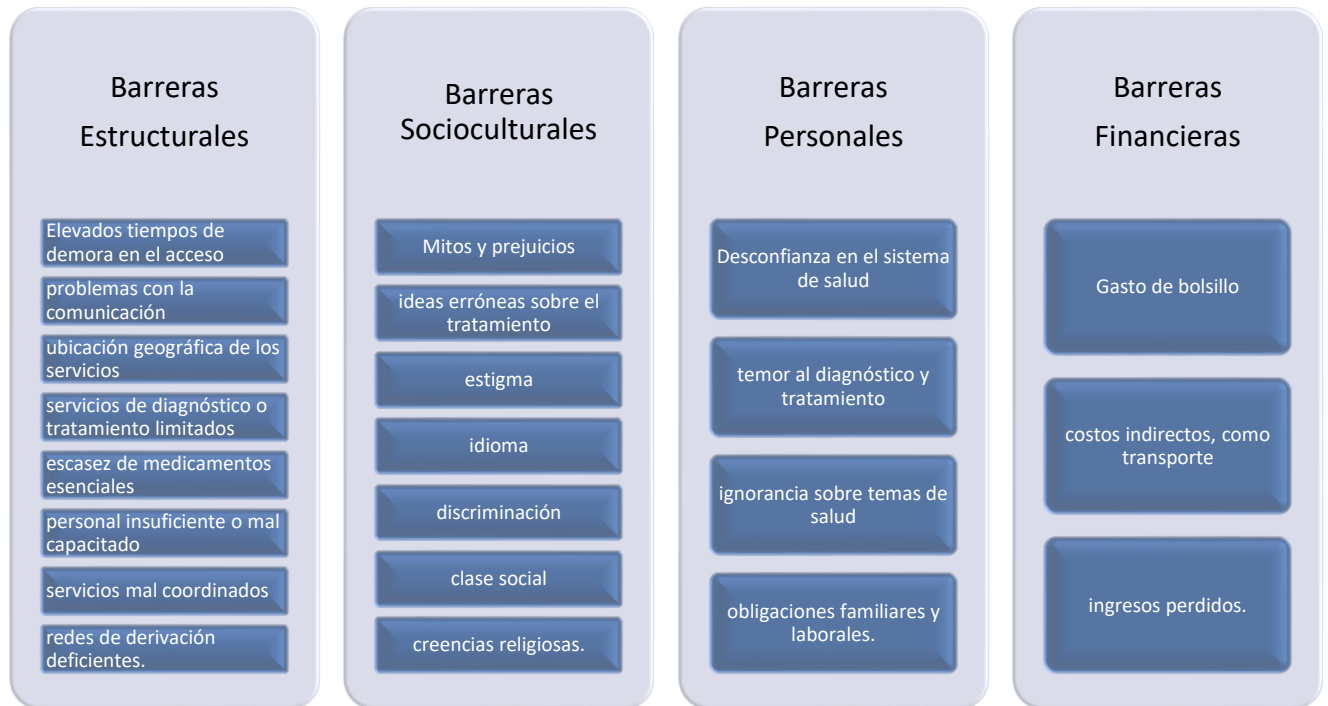 Barreras
Estructurales
Elevados tiempos de
demora en el acceso
problemas con la
comunicación
ubicación geográfica de los
servicios
servicios de diagnóstico o
tratamiento limitados
escasez de medicamentos
esenciales
personal insuficiente o mal
capacitado
servicios mal coordinados
redes de derivación
deficientes.
Barreras
Socioculturales
Mitos y prejuicios
ideas erróneas sobre el
tratamiento
estigma
idioma
discriminación
clase social
creencias religiosas.
Barreras
Personales
Desconfianza en el sistema
de salud
temor al diagnóstico y
tratamiento
ignorancia sobre temas de
salud
obligaciones familiares y
laborales.
Barreras
Financieras
Gasto de bolsillo
costos indirectos, como
transporte
ingresos perdidos.